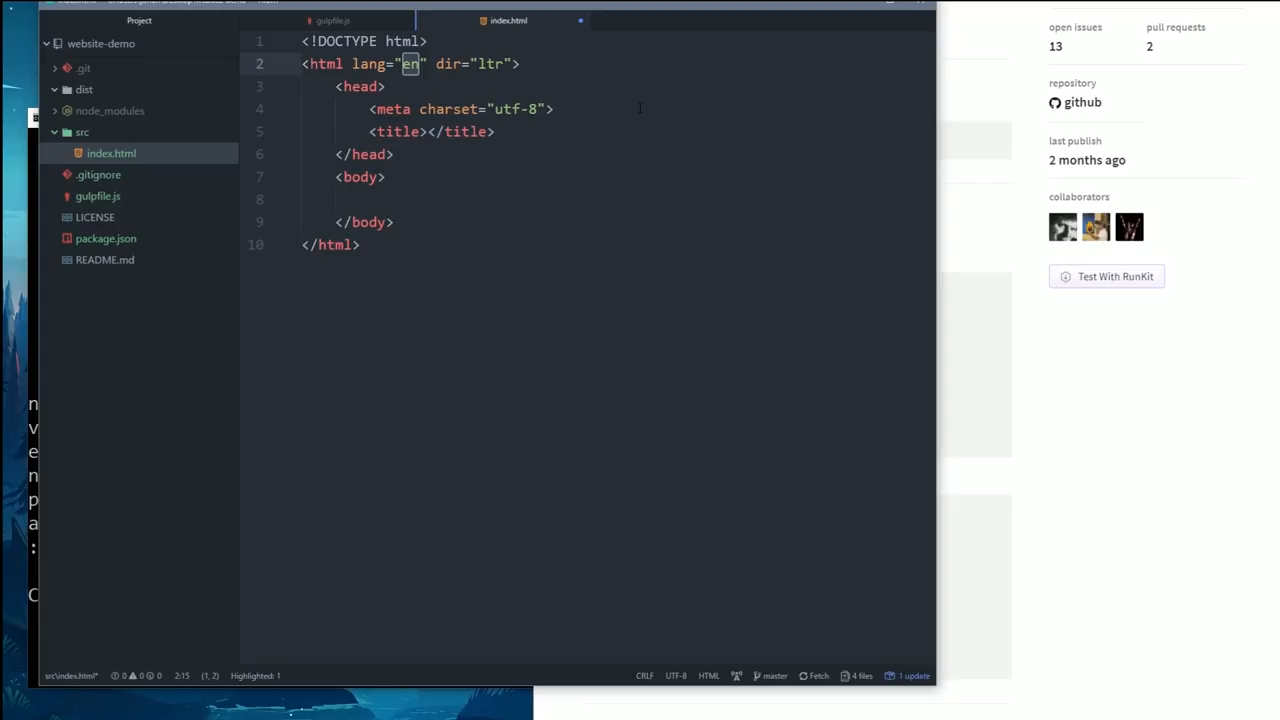 Project
gulpfile.js
index.html
website-demo
.git
dist
node_modules
src
index.html
.gitignore
gulpfile.js
LICENSE
package.json
README.md
1 <!DOCTYPE html>
2 <html lang="en" dir="ltr">
3 <head>
4 <meta charset="utf-8">
5 <title></title>
6 </head>
7 <body>
8
9 </body>
10 </html>
src\index.html* 0 0 0 2:15 (1, 2) Highlighted: 1 CRLF UTF-8 HTML master Fetch 4 files 1 update
n
v
e
n
p
a
:
C
open issues pull requests
13 2
repository
github
last publish
2 months ago
collaborators
Test With RunKit